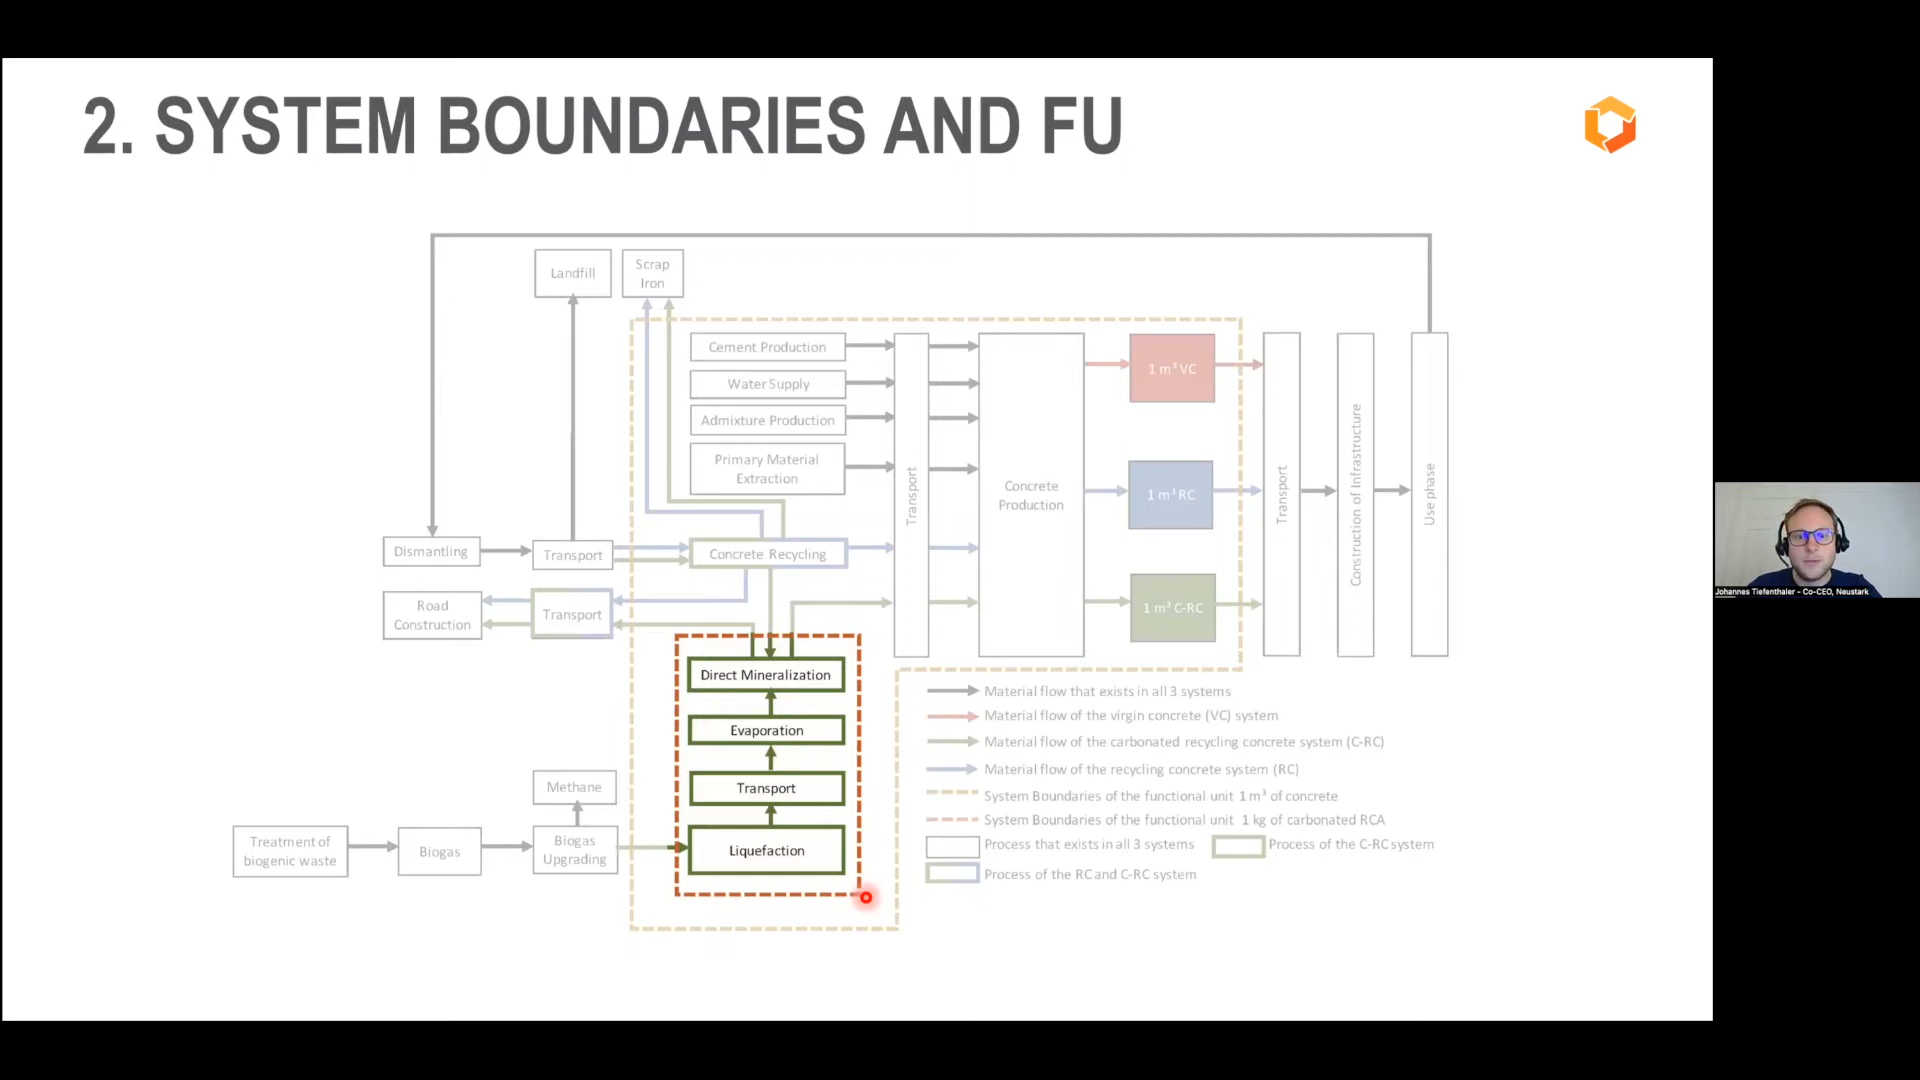 2. SYSTEM BOUNDARIES AND FU
Landfill
Scrap
Iron
Cement Production
Water Supply
Admixture Production
Primary Material
Extraction
Transport
Concrete
Production
1 m³ VC
1 m³ RC
1 m³ C-RC
Transport
Construction of Infrastructure
Use phase
Dismantling
Transport
Concrete Recycling
Road
Construction
Transport
Direct Mineralization
Evaporation
Transport
Liquefaction
Methane
Treatment of
biogenic waste
Biogas
Biogas
Upgrading
Material flow that exists in all 3 systems
Material flow of the virgin concrete (VC) system
Material flow of the carbonated recycling concrete system (C-RC)
Material flow of the recycling concrete system (RC)
System Boundaries of the functional unit 1 m³ of concrete
System Boundaries of the functional unit 1 kg of carbonated RCA
Process that exists in all 3 systems
Process of the C-RC system
Process of the RC and C-RC system
Johannes Tiefenthaler - Co-CEO, Neustark